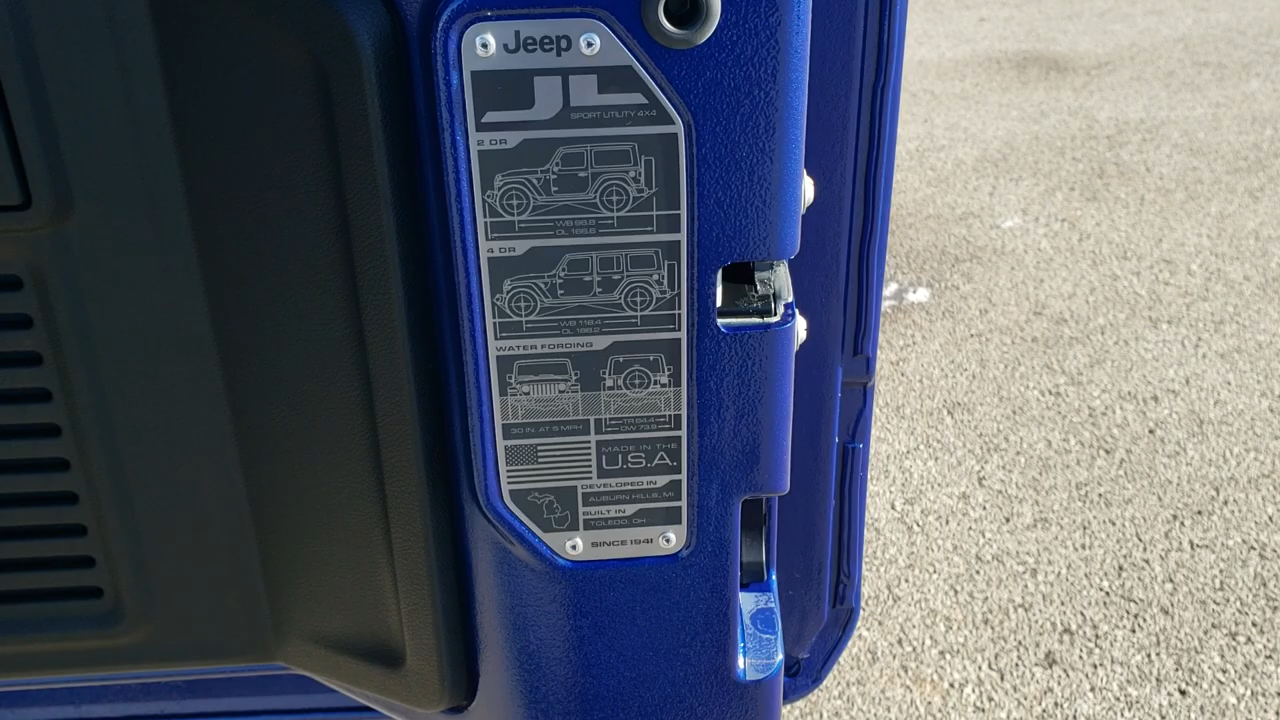 Jeep
JL
SPORT UTILITY 4X4
2 DR
WB 96.8
OL 166.8
4 DR
WB 118.4
OL 188.2
WATER FORDING
30 IN. AT 5 MPH
TR 64.4
OW 73.9
MADE IN THE
U.S.A.
DEVELOPED IN
AUBURN HILLS, MI
BUILT IN
TOLEDO, OH
SINCE 1941